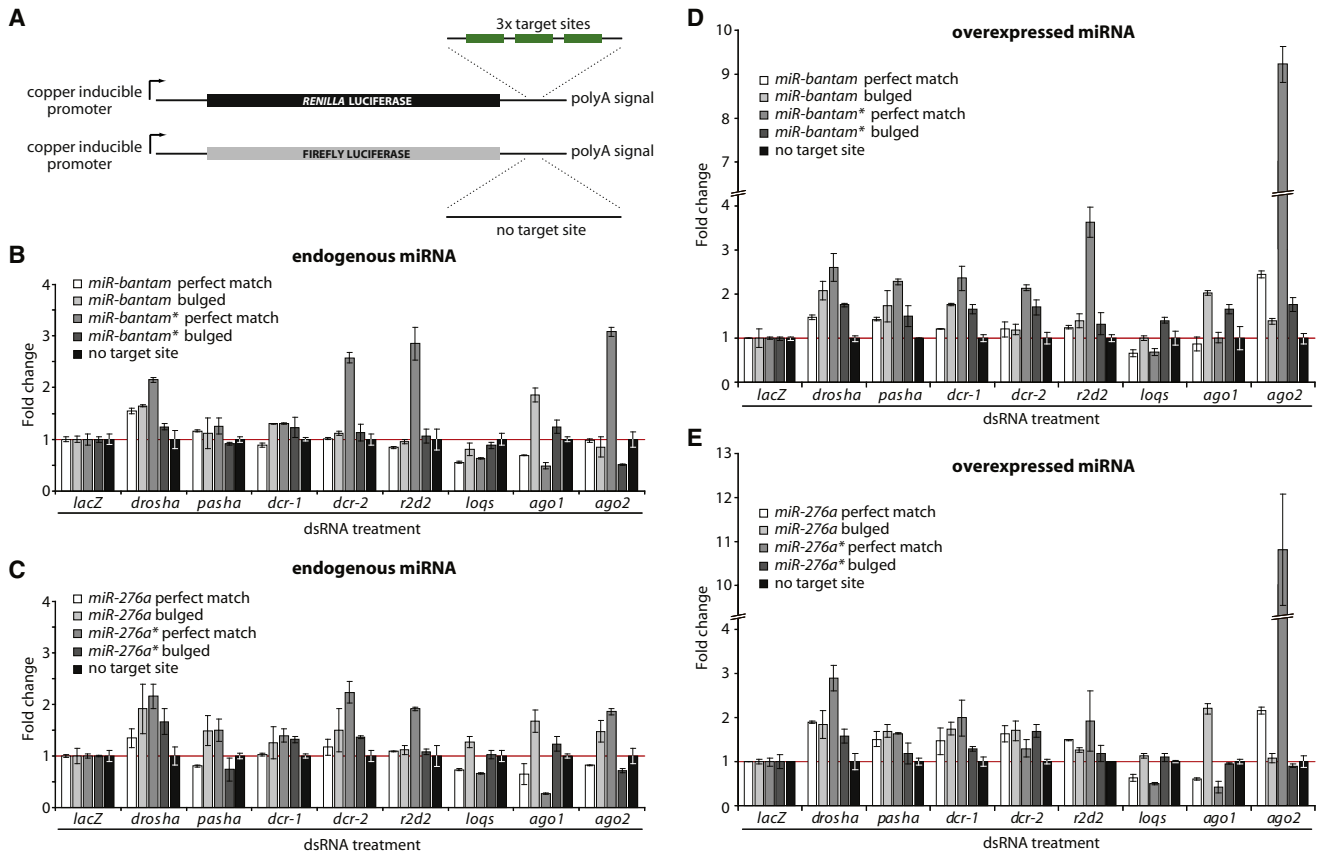 A
3x target sites
copper inducible
promoter
RENILLA LUCIFERASE
polyA signal
copper inducible
promoter
FIREFLY LUCIFERASE
polyA signal
no target site
B
endogenous miRNA
miR-bantam perfect match
miR-bantam bulged
miR-bantam* perfect match
miR-bantam* bulged
no target site
Fold change
4
3
2
1
0
lacZ drosha pasha dcr-1 dcr-2 r2d2 loqs ago1 ago2
dsRNA treatment
C
endogenous miRNA
miR-276a perfect match
miR-276a bulged
miR-276a* perfect match
miR-276a* bulged
no target site
Fold change
4
3
2
1
0
lacZ drosha pasha dcr-1 dcr-2 r2d2 loqs ago1 ago2
dsRNA treatment
D
overexpressed miRNA
miR-bantam perfect match
miR-bantam bulged
miR-bantam* perfect match
miR-bantam* bulged
no target site
Fold change
10
9
8
7
4
3
2
1
0
lacZ drosha pasha dcr-1 dcr-2 r2d2 loqs ago1 ago2
dsRNA treatment
E
overexpressed miRNA
miR-276a perfect match
miR-276a bulged
miR-276a* perfect match
miR-276a* bulged
no target site
Fold change
13
12
11
10
4
3
2
1
0
lacZ drosha pasha dcr-1 dcr-2 r2d2 loqs ago1 ago2
dsRNA treatment